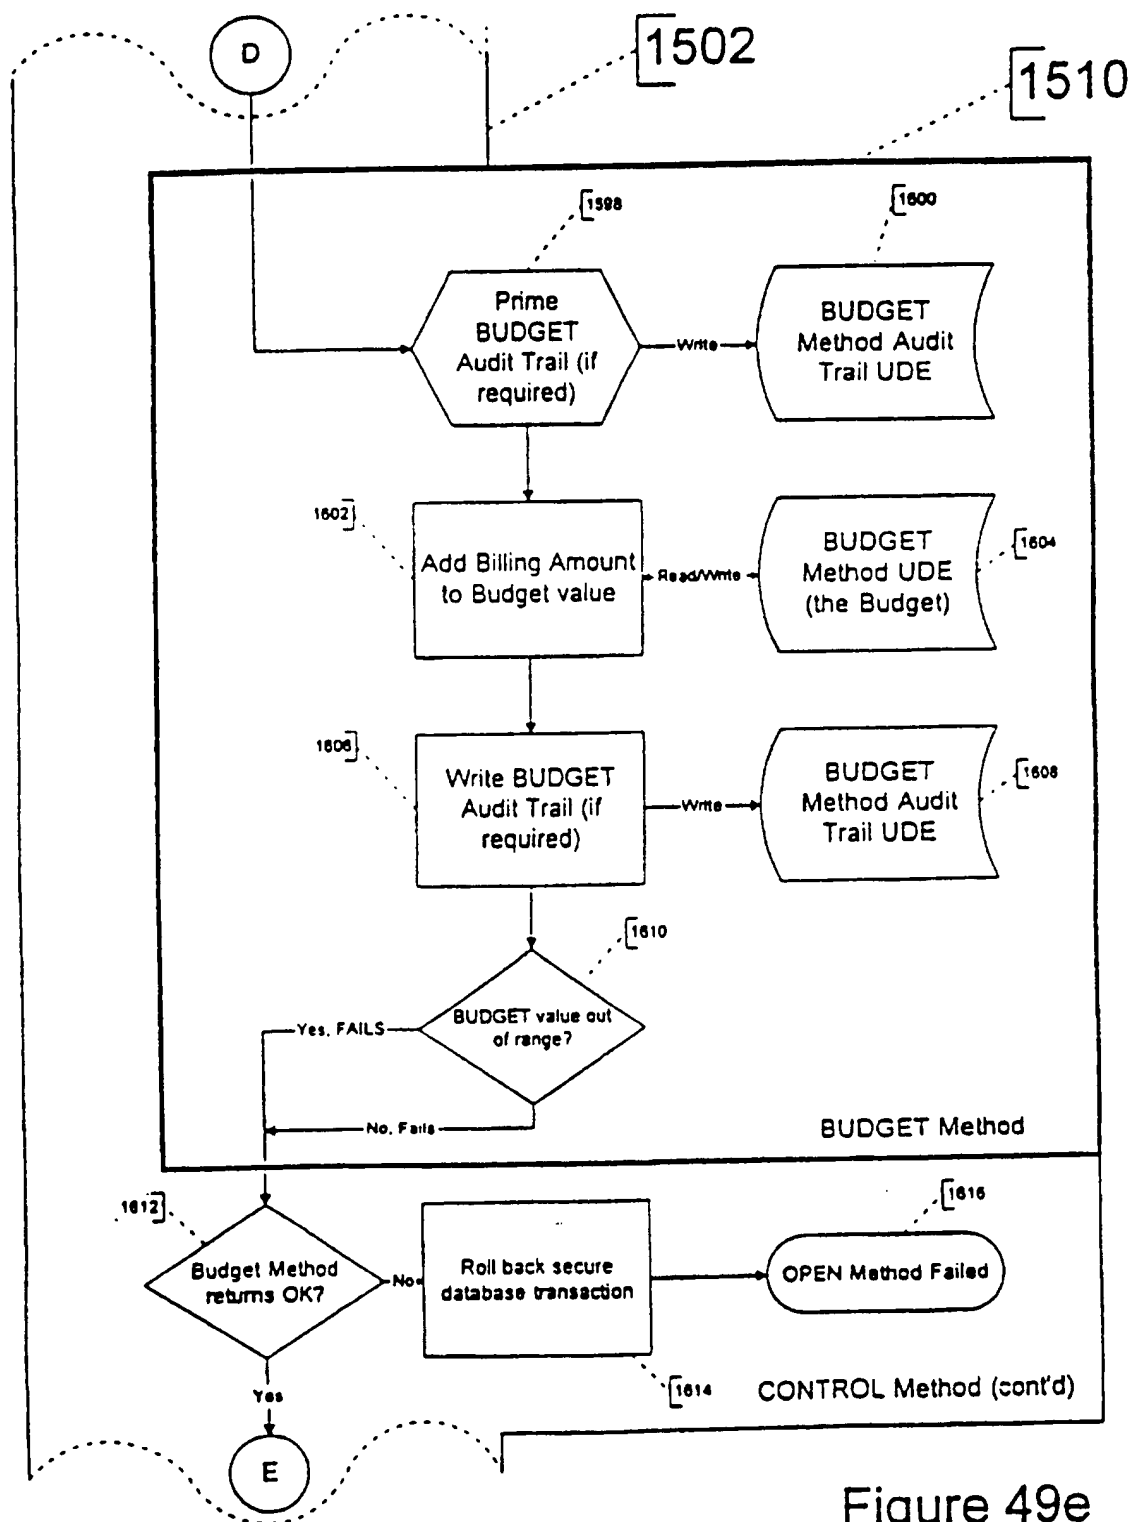 D
1502
1510
1598
1600
Prime
BUDGET
Audit Trail (if
required)
Write
BUDGET
Method Audit
Trail UDE
1602
Add Billing Amount
to Budget value
Read/Write
BUDGET
Method UDE
(the Budget)
1604
1606
Write BUDGET
Audit Trail (if
required)
Write
BUDGET
Method Audit
Trail UDE
1608
1610
BUDGET value out
of range?
Yes, FAILS
No, Fails
BUDGET Method
1612
Budget Method
returns OK?
No
Roll back secure
database transaction
1616
OPEN Method Failed
1614
CONTROL Method (cont'd)
Yes
E
Figure 49e